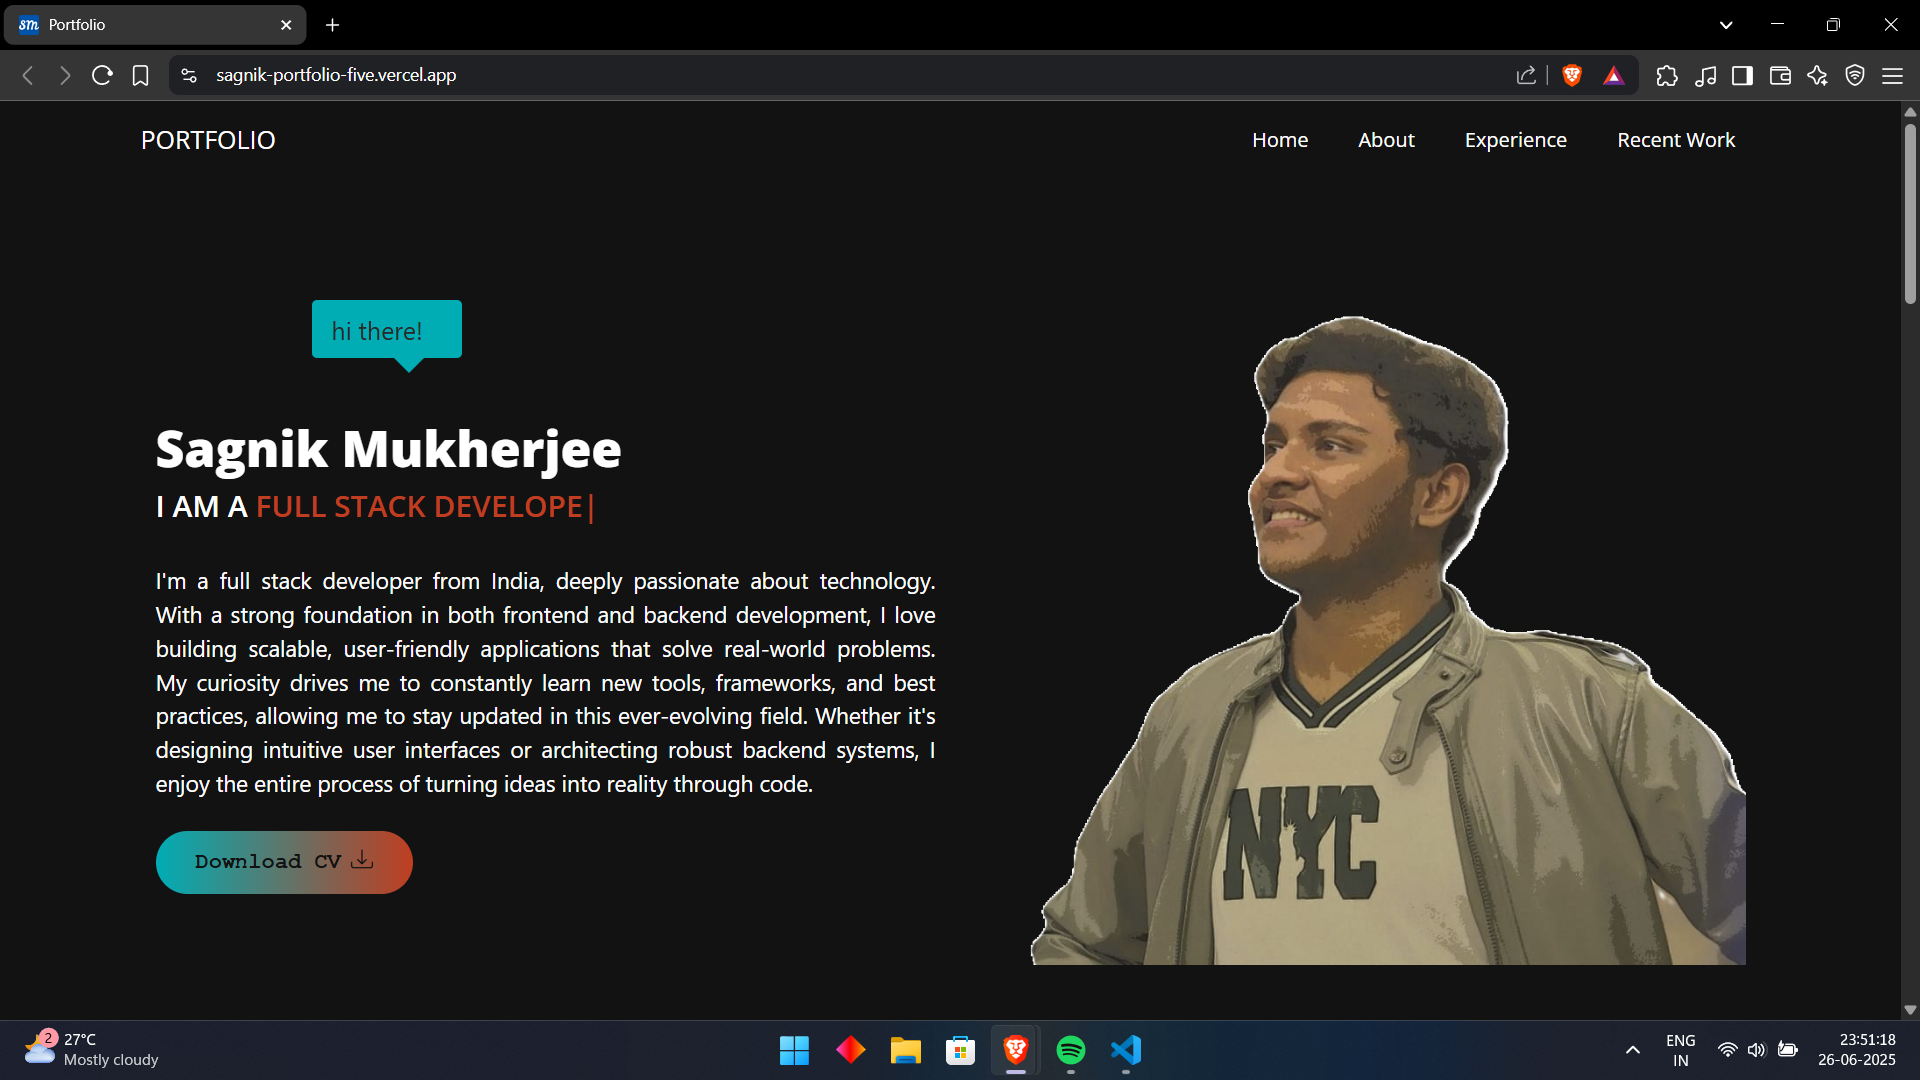 sm Portfolio
sagnik-portfolio-five.vercel.app
PORTFOLIO Home About Experience Recent Work
hi there!
Sagnik Mukherjee
I AM A FULL STACK DEVELOPE|
I'm a full stack developer from India, deeply passionate about technology.
With a strong foundation in both frontend and backend development, I love
building scalable, user-friendly applications that solve real-world problems.
My curiosity drives me to constantly learn new tools, frameworks, and best
practices, allowing me to stay updated in this ever-evolving field. Whether it's
designing intuitive user interfaces or architecting robust backend systems, I
enjoy the entire process of turning ideas into reality through code.
Download CV
NYC
2
27°C
Mostly cloudy
ENG
IN
23:51:18
26-06-2025